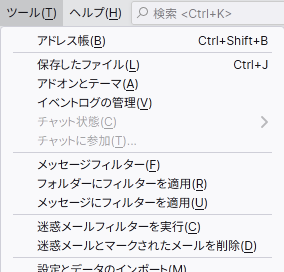 ツール(T) ヘルプ(H) 検索 <Ctrl+K>
アドレス帳(B) Ctrl+Shift+B
保存したファイル(L) Ctrl+J
アドオンとテーマ(A)
イベントログの管理(V)
チャット状態(C)
チャットに参加(T)...
メッセージフィルター(F)
フォルダーにフィルターを適用(R)
メッセージにフィルターを適用(U)
迷惑メールフィルターを実行(C)
迷惑メールとマークされたメールを削除(D)
設定とデータのインポート(M)